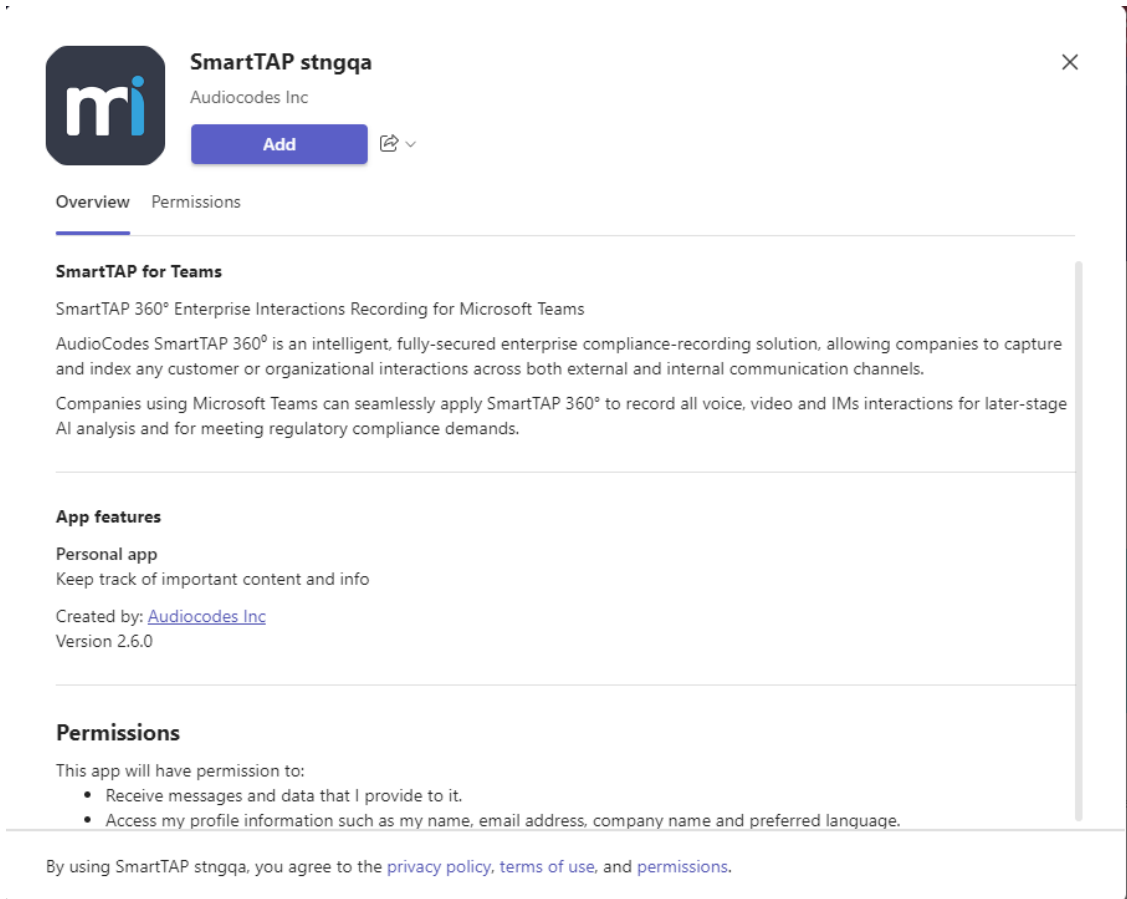 mi
SmartTAP stngqa
Audiocodes Inc
Add
Overview Permissions
SmartTAP for Teams
SmartTAP 360° Enterprise Interactions Recording for Microsoft Teams
AudioCodes SmartTAP 360⁰ is an intelligent, fully-secured enterprise compliance-recording solution, allowing companies to capture
and index any customer or organizational interactions across both external and internal communication channels.
Companies using Microsoft Teams can seamlessly apply SmartTAP 360° to record all voice, video and IMs interactions for later-stage
AI analysis and for meeting regulatory compliance demands.
App features
Personal app
Keep track of important content and info
Created by: Audiocodes Inc
Version 2.6.0
Permissions
This app will have permission to:
• Receive messages and data that I provide to it.
• Access my profile information such as my name, email address, company name and preferred language.
By using SmartTAP stngqa, you agree to the privacy policy, terms of use, and permissions.